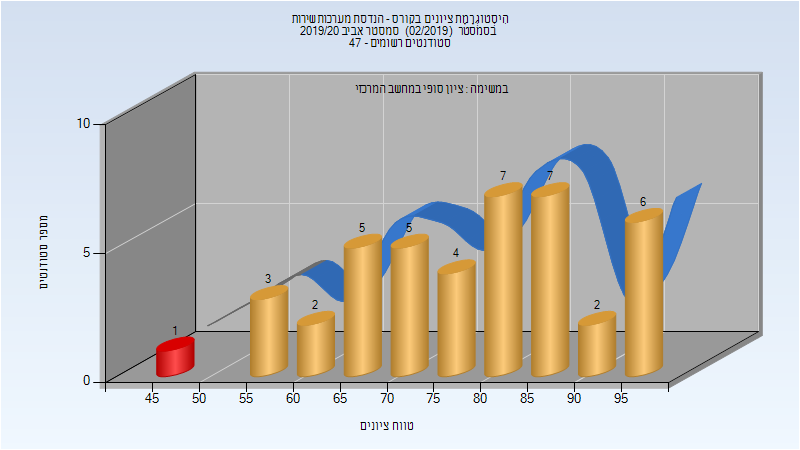 היסטוגרמת ציונים בקורס - הנדסת מערכות שירות
בסמסטר (02/2019) סמסטר אביב 2019/20
סטודנטים רשומים - 47
במשימה : ציון סופי במחשב המרכזי
10
5
0
מספר סטודנטים
1
3
2
5
5
4
7
7
2
6
45 50 55 60 65 70 75 80 85 90 95
טווח ציונים